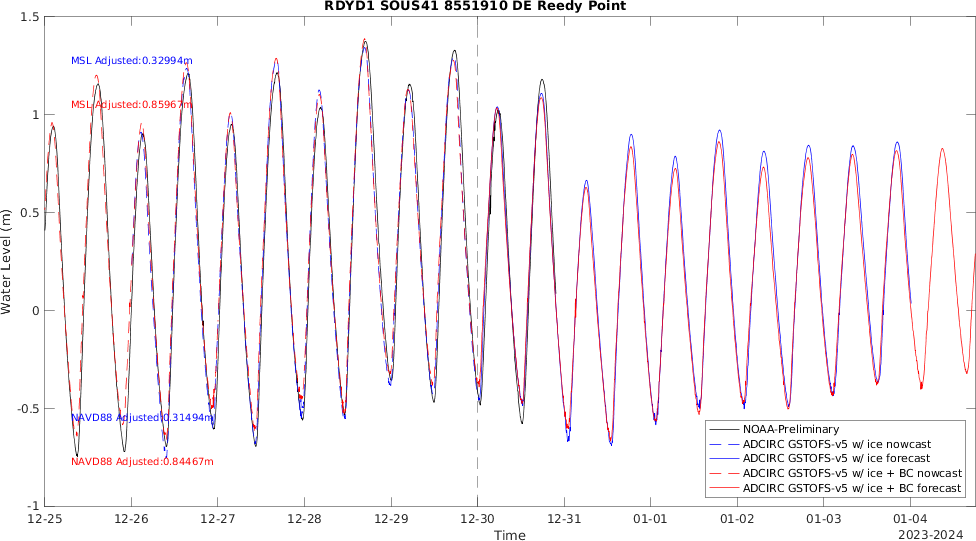 RDYD1 SOUS41 8551910 DE Reedy Point
1.5
1
0.5
0
-0.5
-1
Water Level (m)
MSL Adjusted:0.32994m
MSL Adjusted:0.85967m
NAVD88 Adjusted:0.31494m
NAVD88 Adjusted:0.84467m
NOAA-Preliminary
ADCIRC GSTOFS-v5 w/ ice nowcast
ADCIRC GSTOFS-v5 w/ ice forecast
ADCIRC GSTOFS-v5 w/ ice + BC nowcast
ADCIRC GSTOFS-v5 w/ ice + BC forecast
12-25 12-26 12-27 12-28 12-29 12-30 12-31 01-01 01-02 01-03 01-04
Time
2023-2024